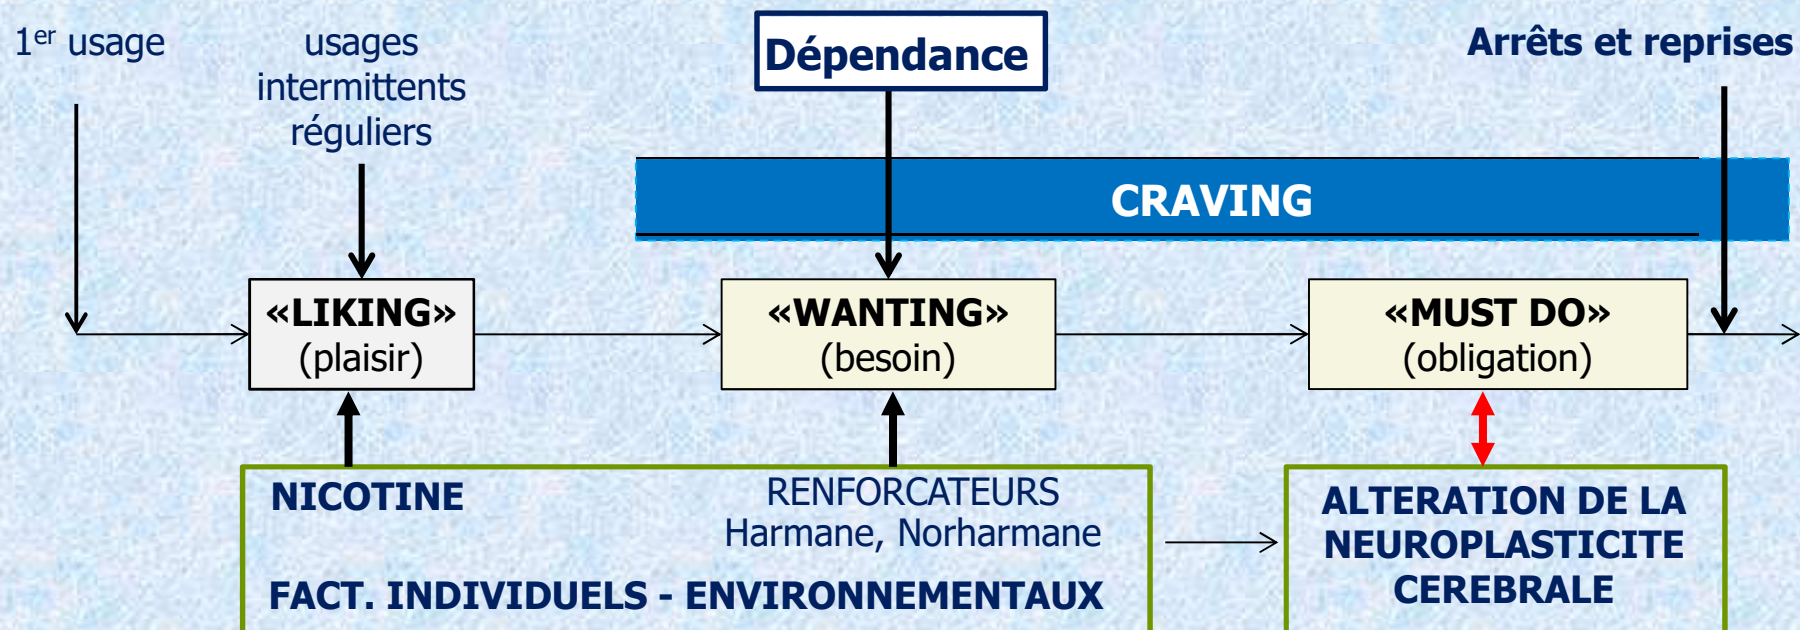 1er usage
usages
intermittents
réguliers
Dépendance
Arrêts et reprises
CRAVING
«LIKING»
(plaisir)
«WANTING»
(besoin)
«MUST DO»
(obligation)
NICOTINE
RENFORCATEURS
Harmane, Norharmane
FACT. INDIVIDUELS - ENVIRONNEMENTAUX
ALTERATION DE LA
NEUROPLASTICITE
CEREBRALE